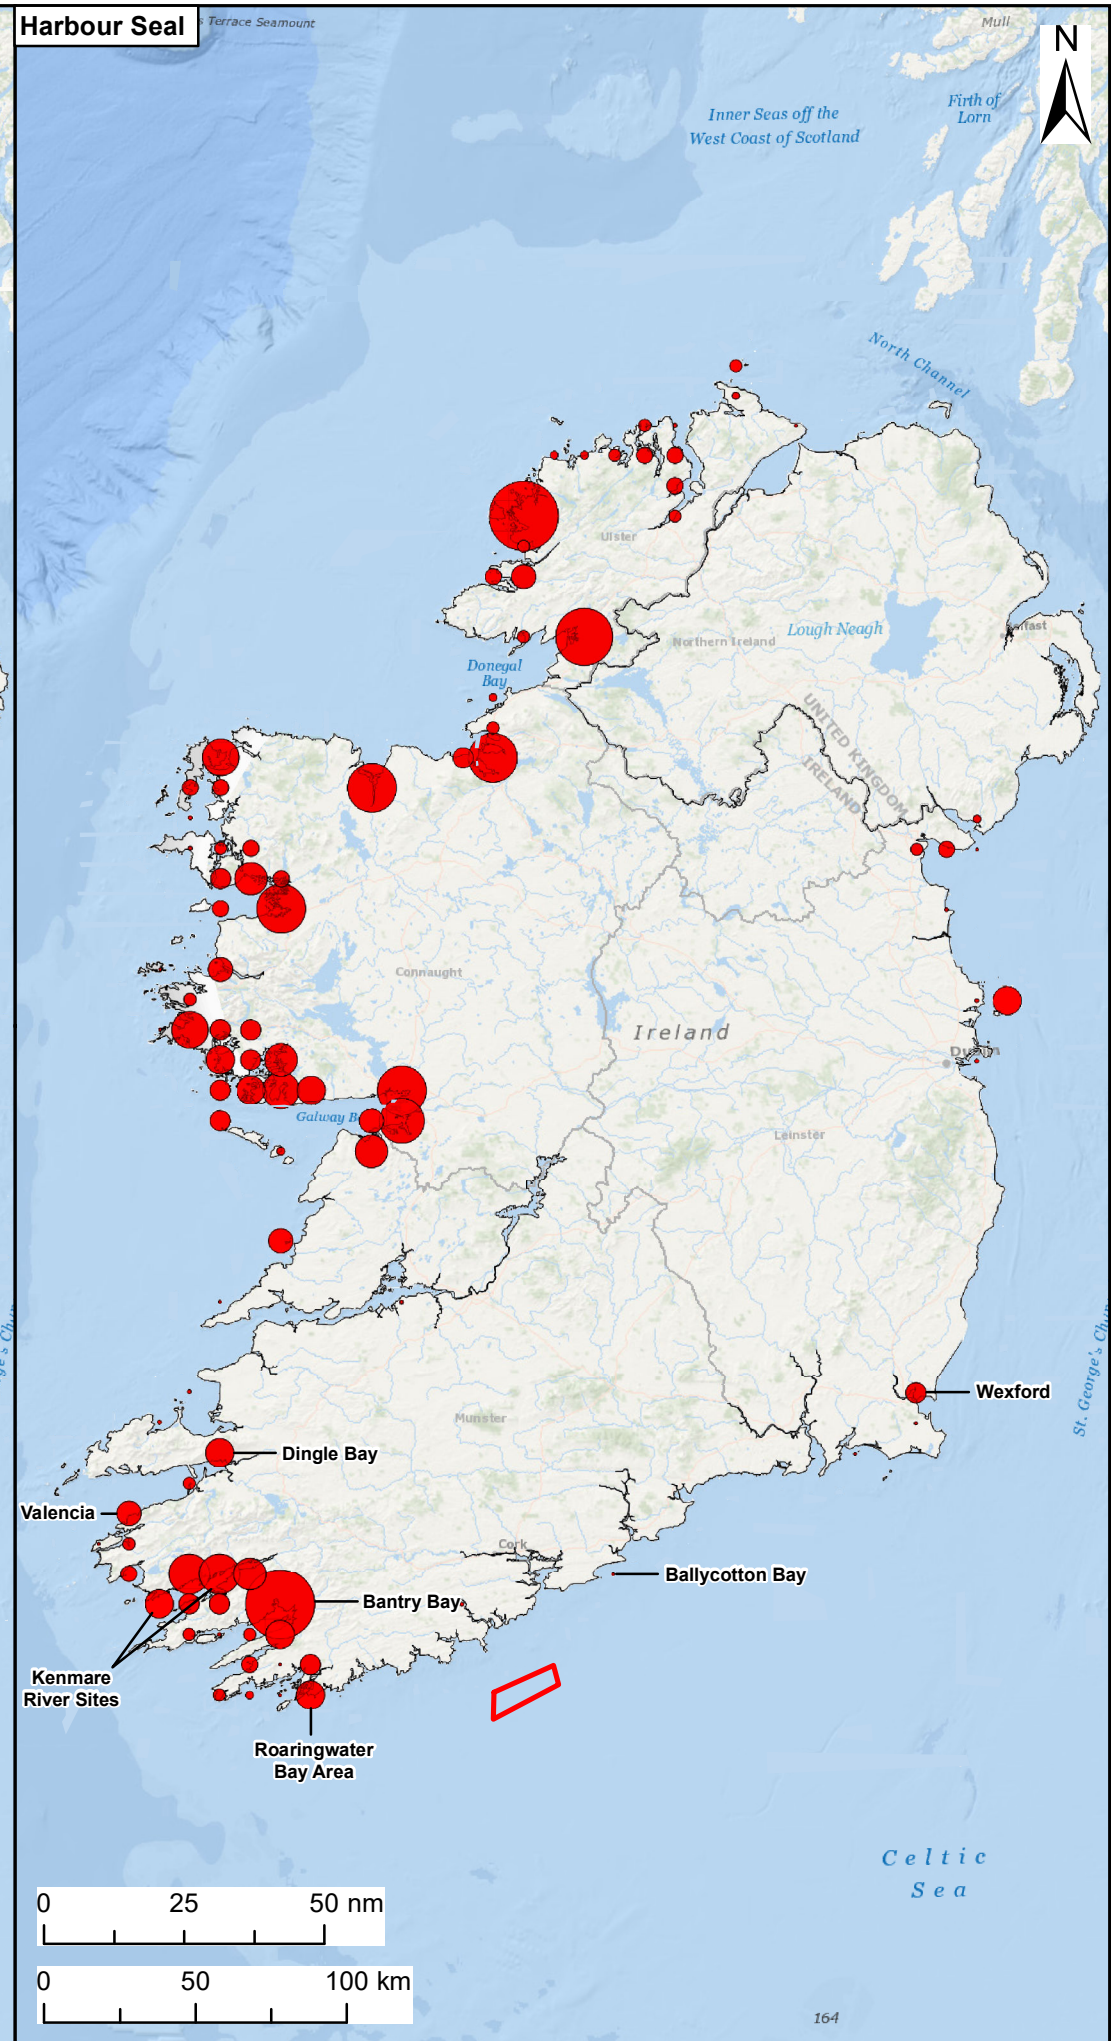 Harbour Seal
Terrace Seamount
Mull
N
Firth of
Lorn
Inner Seas off the
West Coast of Scotland
North Channel
Ulster
Lough Neagh
Northern Ireland
Donegal
Bay
UNITED KINGDOM
IRELAND
Connaught
Ireland
Galway
Leinster
Wexford
Munster
St. George's
Dingle Bay
Valencia
Cork
Ballycotton Bay
Bantry Bay
Kenmare
River Sites
Roaringwater
Bay Area
Celtic
Sea
0 25 50 nm
0 50 100 km
164